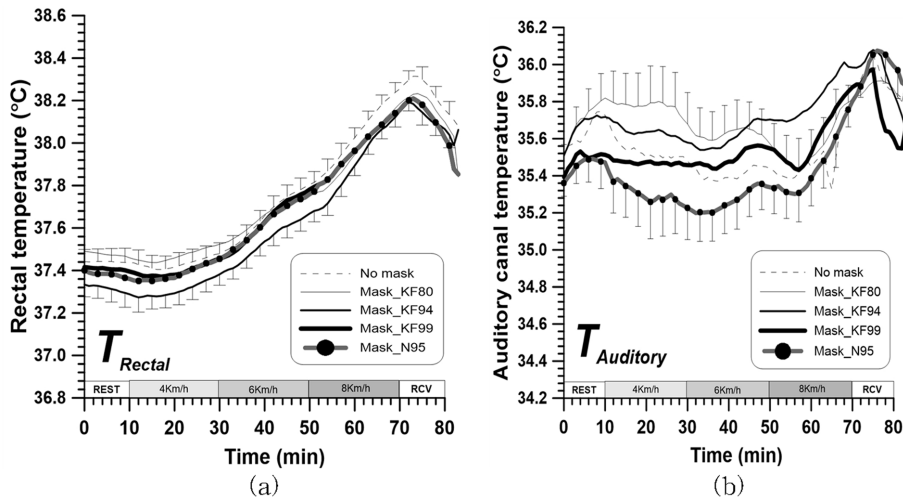 38.6
38.4
38.2
38.0
37.8
37.6
37.4
37.2
37.0
36.8
Rectal temperature (°C)
No mask
Mask_KF80
Mask_KF94
Mask_KF99
Mask_N95
T Rectal
REST 4Km/h 6Km/h 8Km/h RCV
0 10 20 30 40 50 60 70 80
Time (min)
(a)
36.2
36.0
35.8
35.6
35.4
35.2
35.0
34.8
34.6
34.4
34.2
Auditory canal temperature (°C)
No mask
Mask_KF80
Mask_KF94
Mask_KF99
Mask_N95
T Auditory
REST 4Km/h 6Km/h 8Km/h RCV
0 10 20 30 40 50 60 70 80
Time (min)
(b)